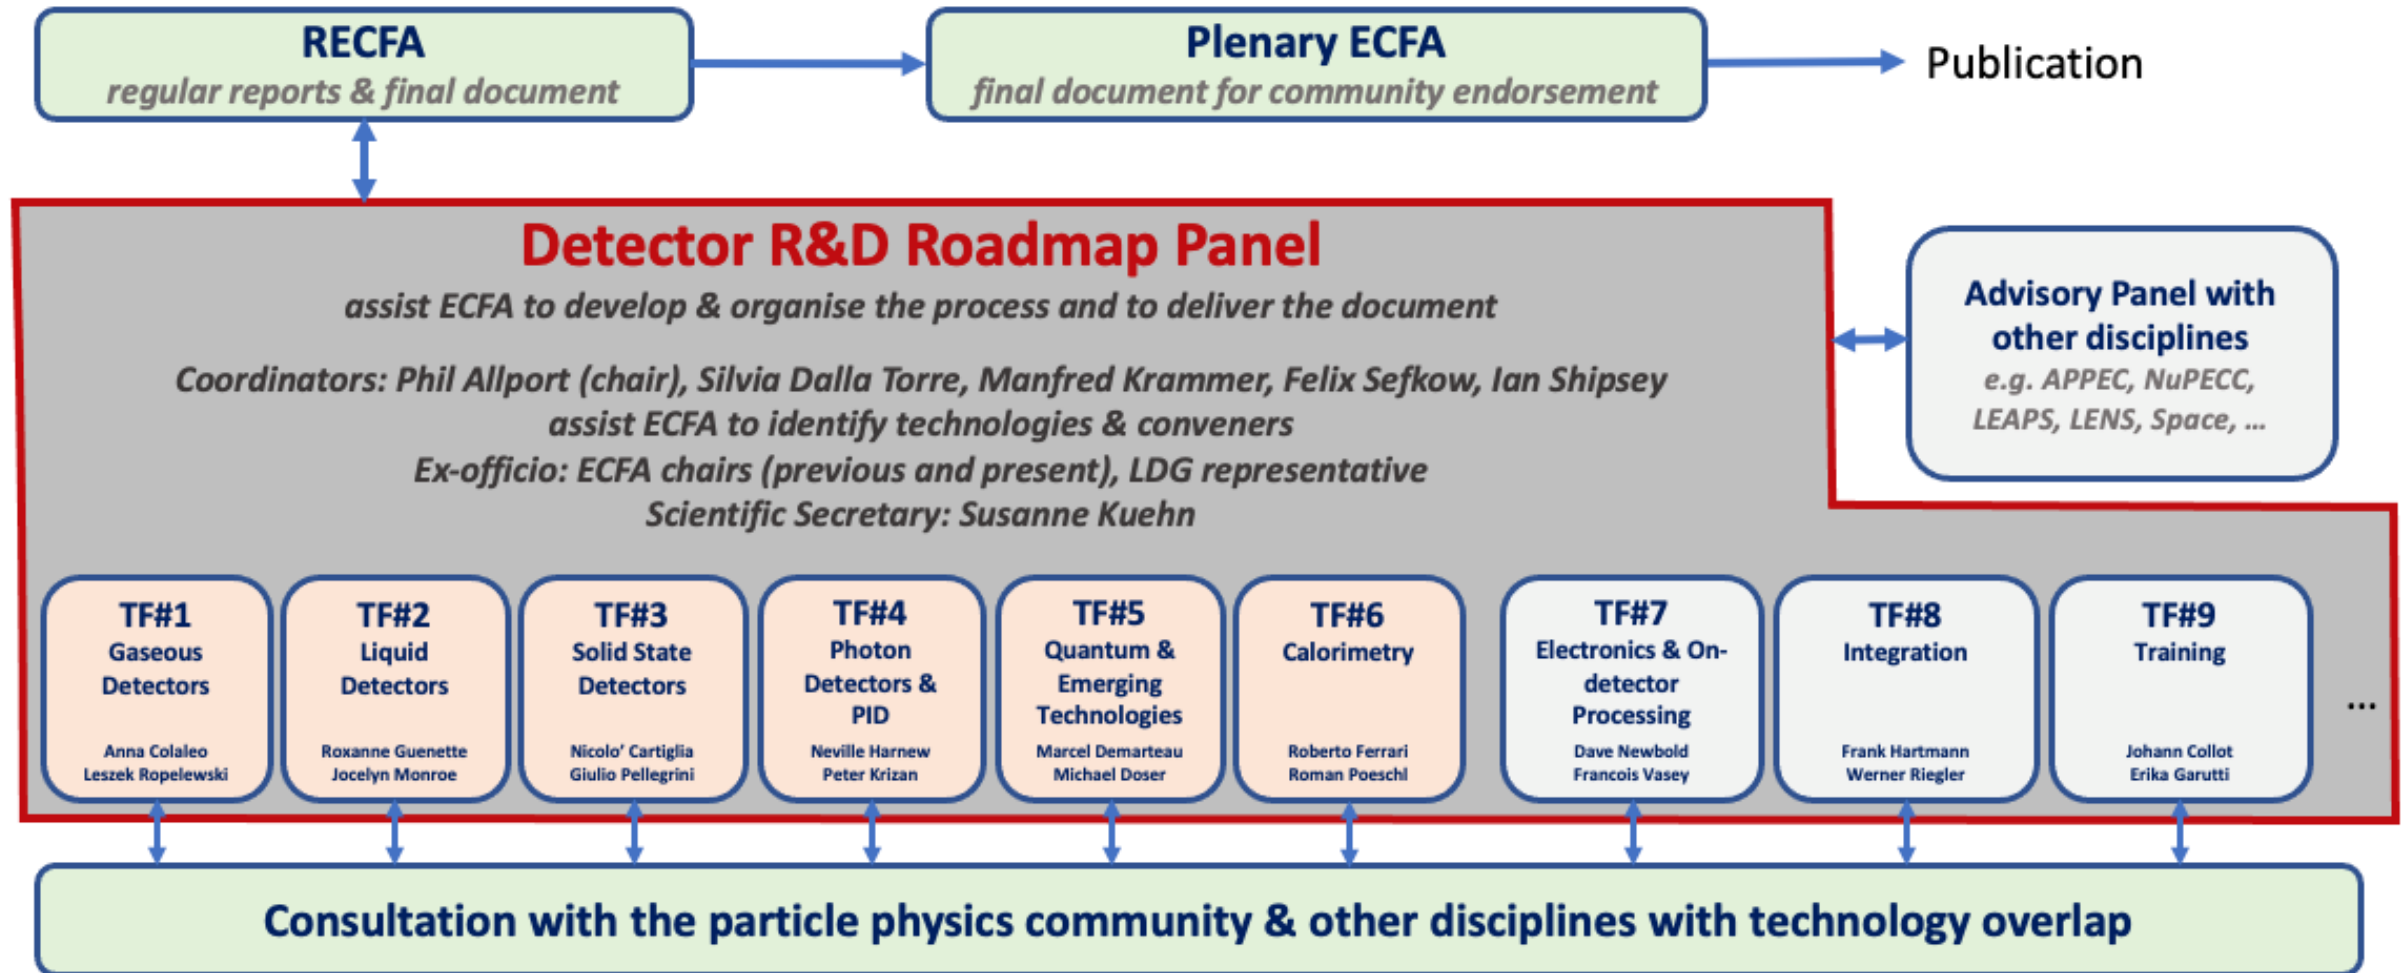 RECFA
regular reports & final document
Plenary ECFA
final document for community endorsement
Publication
Detector R&D Roadmap Panel
assist ECFA to develop & organise the process and to deliver the document
Coordinators: Phil Allport (chair), Silvia Dalla Torre, Manfred Krammer, Felix Sefkow, Ian Shipsey
assist ECFA to identify technologies & conveners
Ex-officio: ECFA chairs (previous and present), LDG representative
Scientific Secretary: Susanne Kuehn
Advisory Panel with
other disciplines
e.g. APPEC, NuPECC,
LEAPS, LENS, Space, …
TF#1
Gaseous
Detectors
Anna Colaleo
Leszek Ropelewski
TF#2
Liquid
Detectors
Roxanne Guenette
Jocelyn Monroe
TF#3
Solid State
Detectors
Nicolo' Cartiglia
Giulio Pellegrini
TF#4
Photon
Detectors &
PID
Neville Harnew
Peter Krizan
TF#5
Quantum &
Emerging
Technologies
Marcel Demarteau
Michael Doser
TF#6
Calorimetry
Roberto Ferrari
Roman Poeschl
TF#7
Electronics & On-
detector
Processing
Dave Newbold
Francois Vasey
TF#8
Integration
Frank Hartmann
Werner Riegler
TF#9
Training
Johann Collot
Erika Garutti
…
Consultation with the particle physics community & other disciplines with technology overlap